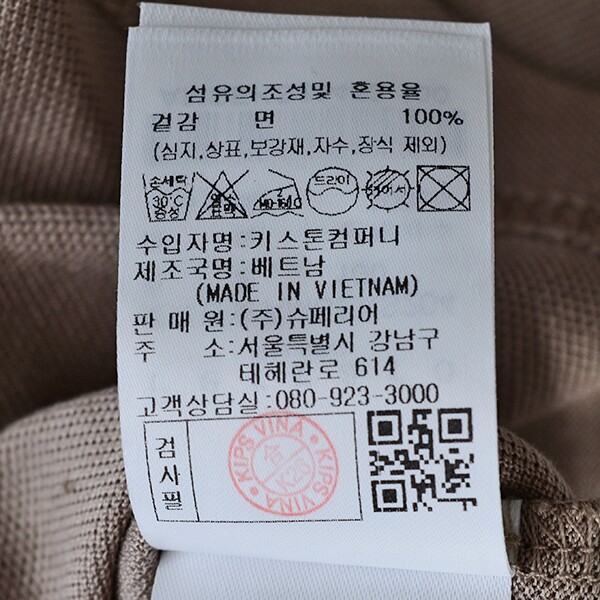 섬유의조성및 혼용율
겉감 면 100%
(심지,상표,보강재,자수,장식 제외)
손세탁 30℃ 중성 드라이
수입자명:키스톤컴퍼니
제조국명:베트남
(MADE IN VIETNAM)
판 매 원:(주)슈페리어
주 소:서울특별시 강남구
테헤란로 614
고객상담실:080-923-3000
검사필
KIPS VINA · KIPS VINA
합
K23